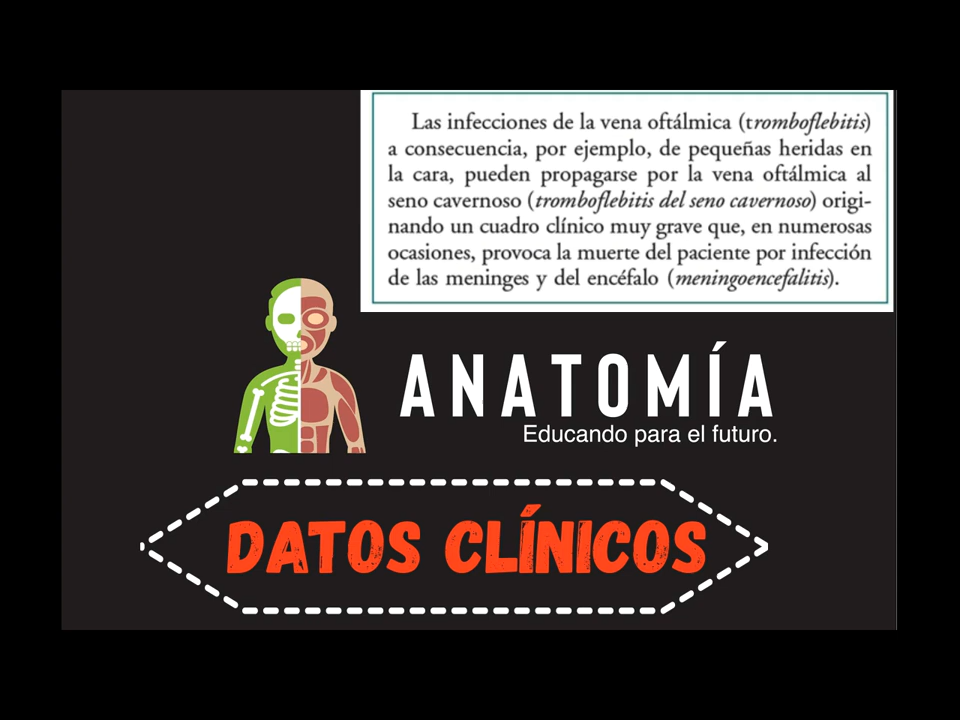 Las infecciones de la vena oftálmica (tromboflebitis)
a consecuencia, por ejemplo, de pequeñas heridas en
la cara, pueden propagarse por la vena oftálmica al
seno cavernoso (tromboflebitis del seno cavernoso) origi-
nando un cuadro clínico muy grave que, en numerosas
ocasiones, provoca la muerte del paciente por infección
de las meninges y del encéfalo (meningoencefalitis).
ANATOMÍA
Educando para el futuro.
DATOS CLÍNICOS